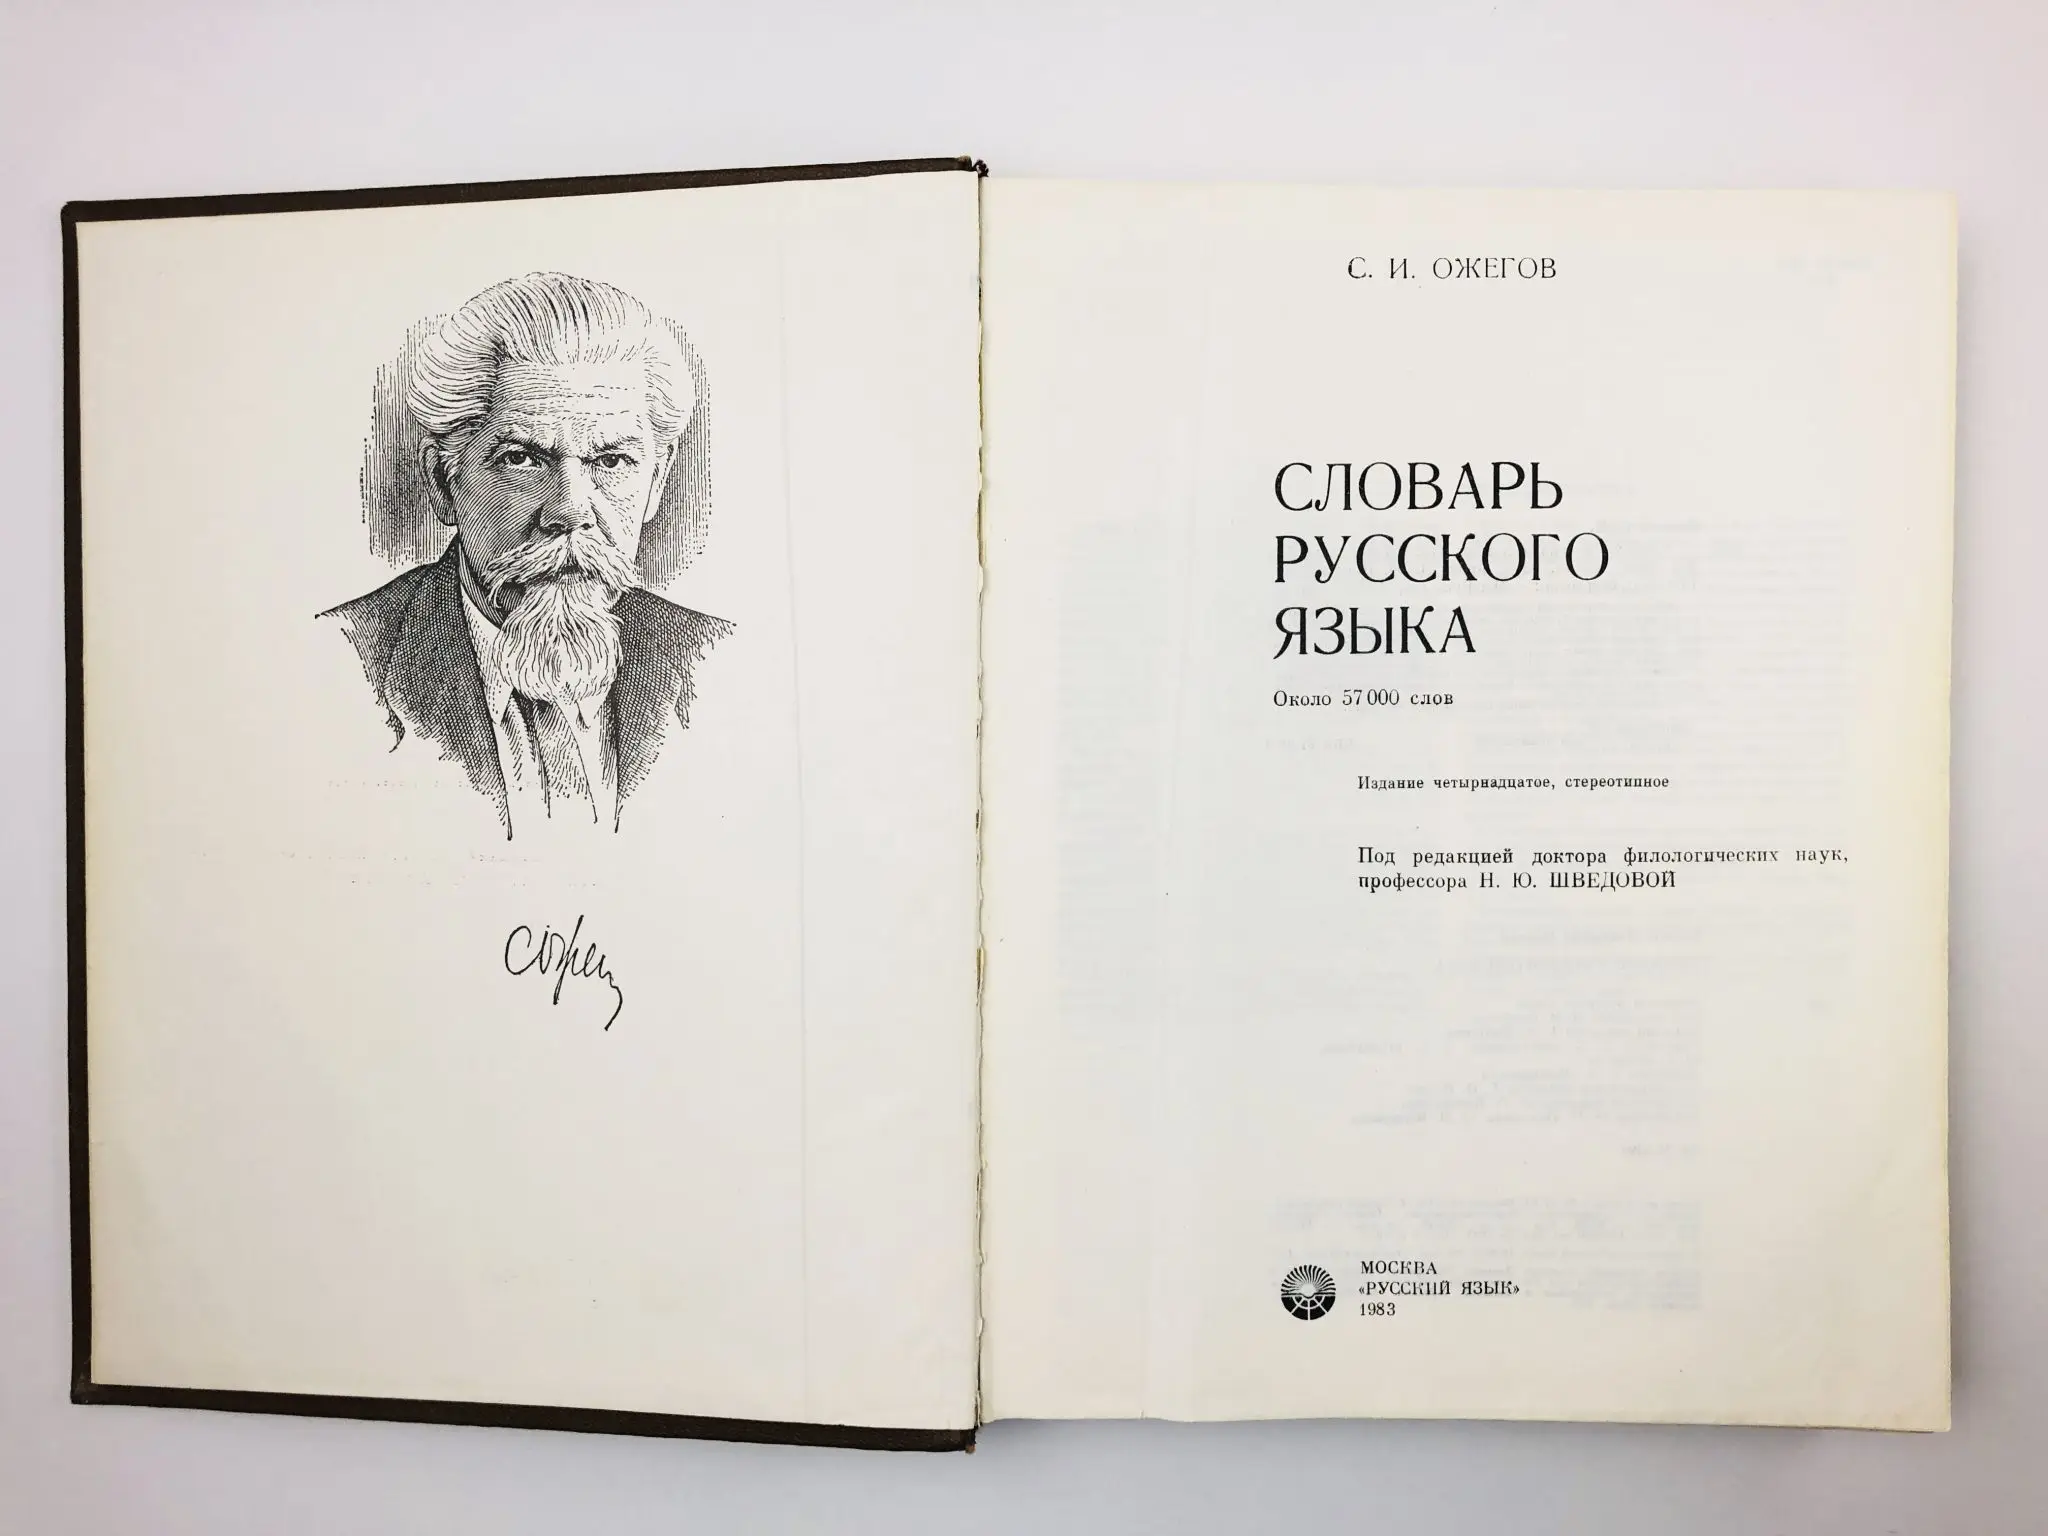 С. И. ОЖЕГОВ
СЛОВАРЬ
РУССКОГО
ЯЗЫКА
Около 57 000 слов
Издание четырнадцатое, стереотипное
Под редакцией доктора филологических наук,
профессора Н. Ю. ШВЕДОВОЙ
МОСКВА
«РУССКИЙ ЯЗЫК»
1983